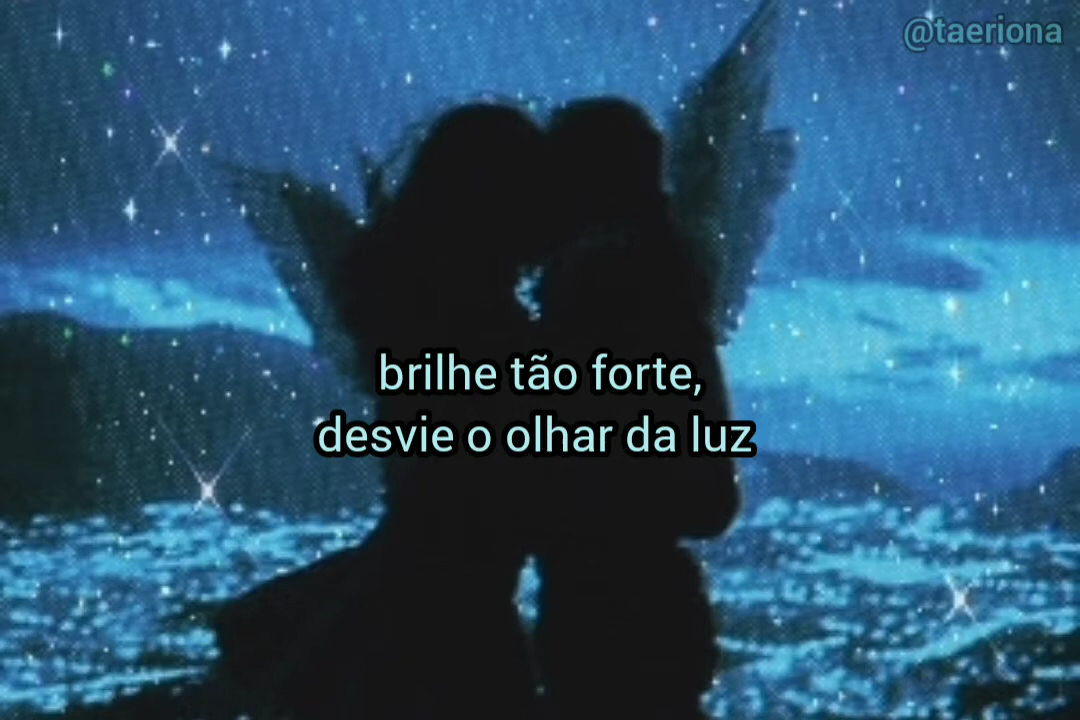 @taeriona
brilhe tão forte,
desvie o olhar da luz